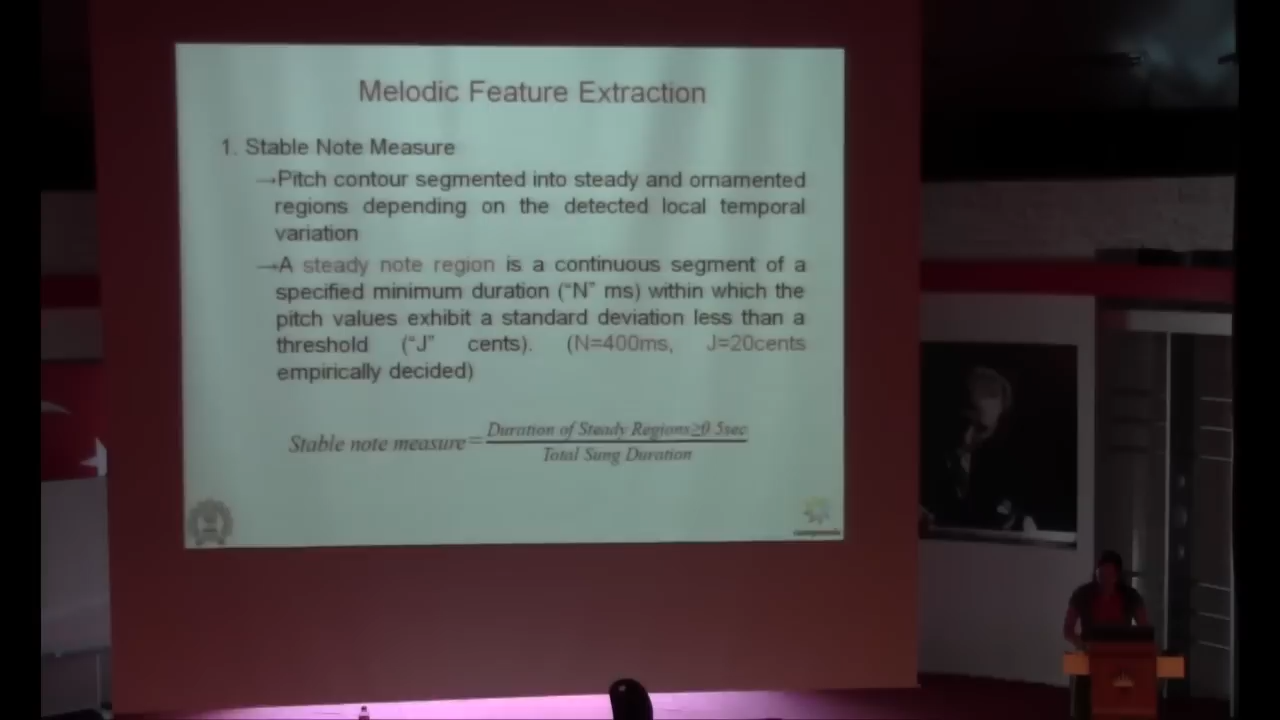 Melodic Feature Extraction
1. Stable Note Measure
→Pitch contour segmented into steady and ornamented
regions depending on the detected local temporal
variation
→A steady note region is a continuous segment of a
specified minimum duration ("N" ms) within which the
pitch values exhibit a standard deviation less than a
threshold ("J" cents). (N=400ms, J=20cents
empirically decided)
Stable note measure = Duration of Steady Regions≥0 5sec
Total Sung Duration